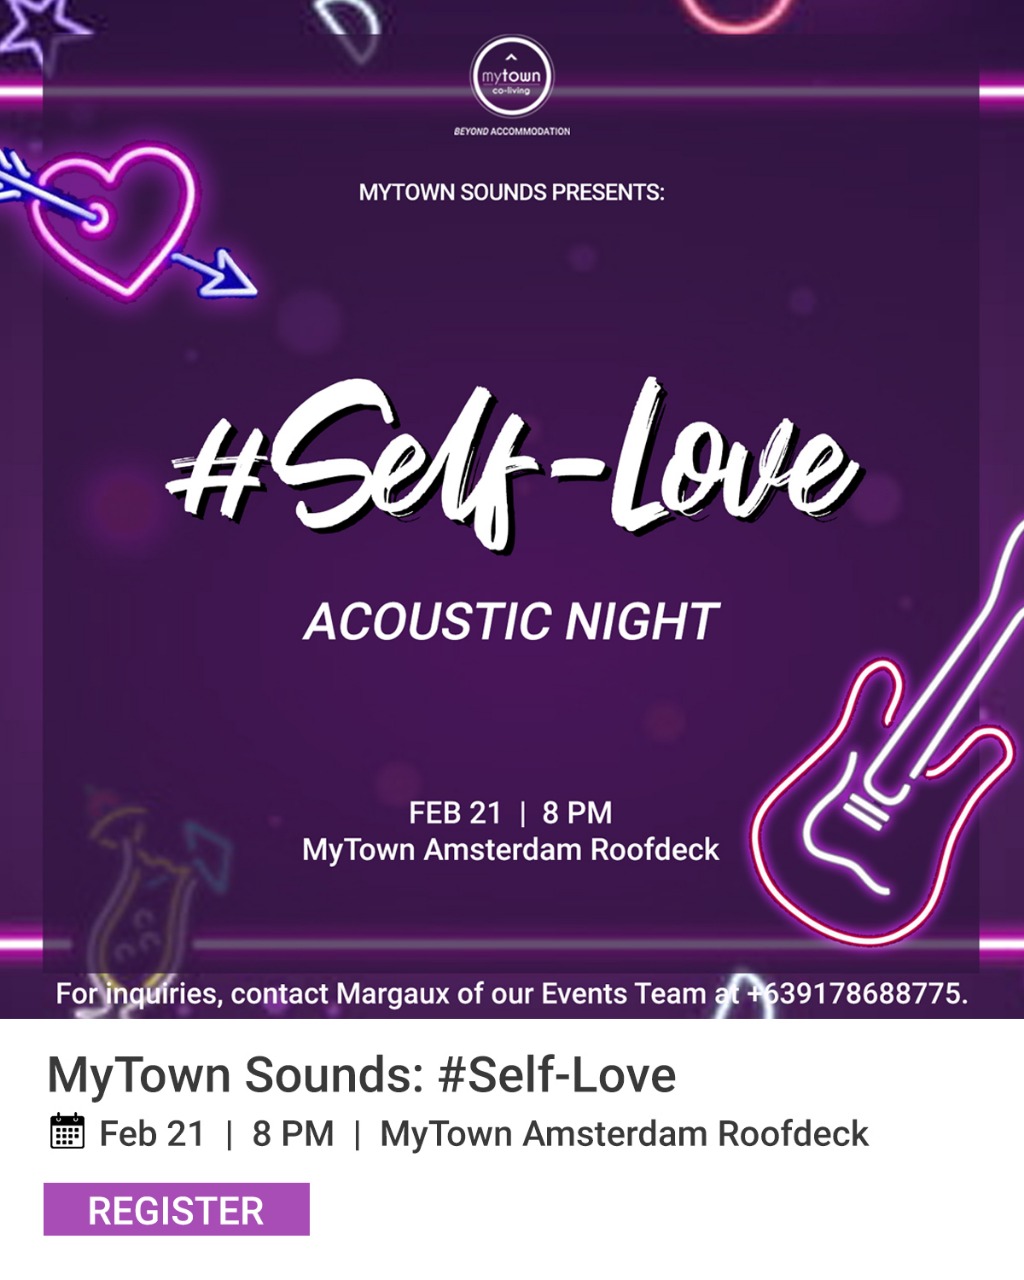 mytown
co-living
BEYOND ACCOMMODATION
MYTOWN SOUNDS PRESENTS:
#Self-Love
ACOUSTIC NIGHT
FEB 21 | 8 PM
MyTown Amsterdam Roofdeck
For inquiries, contact Margaux of our Events Team at +639178688775.
MyTown Sounds: #Self-Love
Feb 21 | 8 PM | MyTown Amsterdam Roofdeck
REGISTER